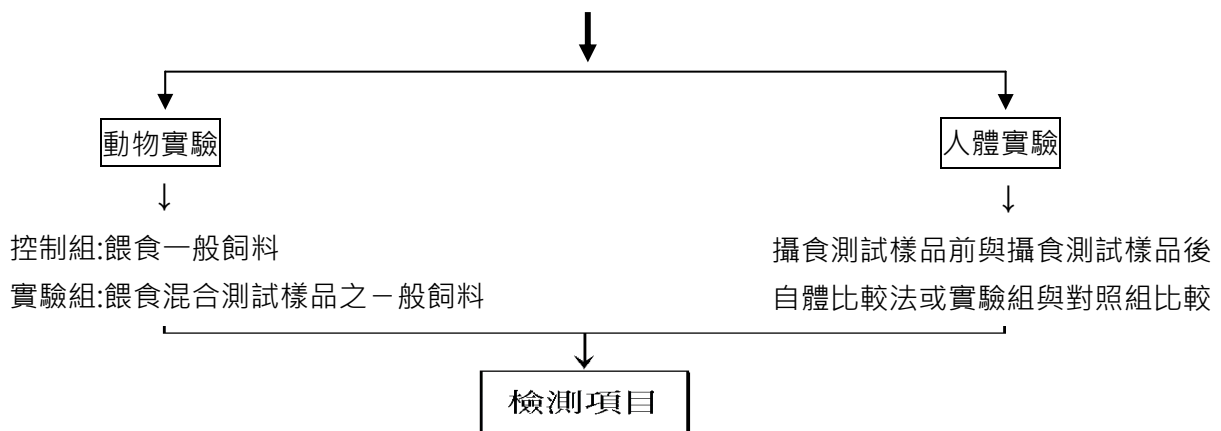 動物實驗
人體實驗
↓
↓
控制組:餵食一般飼料
實驗組:餵食混合測試樣品之－般飼料
攝食測試樣品前與攝食測試樣品後
自體比較法或實驗組與對照組比較
檢測項目